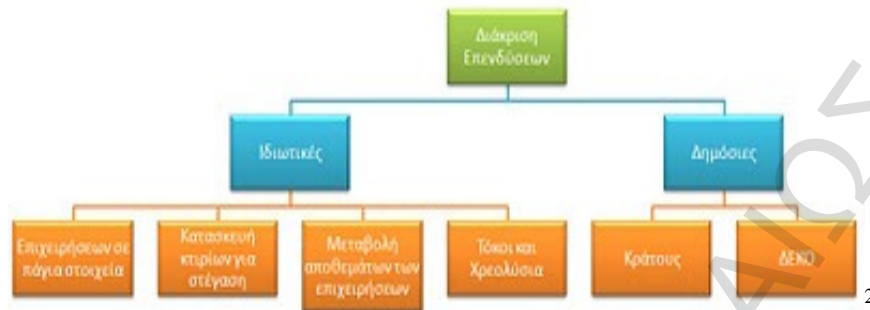 Διάκριση
Επενδύσεων
Ιδιωτικές
Δημόσιες
Επιχειρήσεων σε
πάγια στοιχεία
Κατασκευή
κτιρίων για
στέγαση
Μεταβολή
αποθεμάτων των
επιχειρήσεων
Τόκοι και
Χρεολύσια
Κράτους
ΔΕΚΟ
2